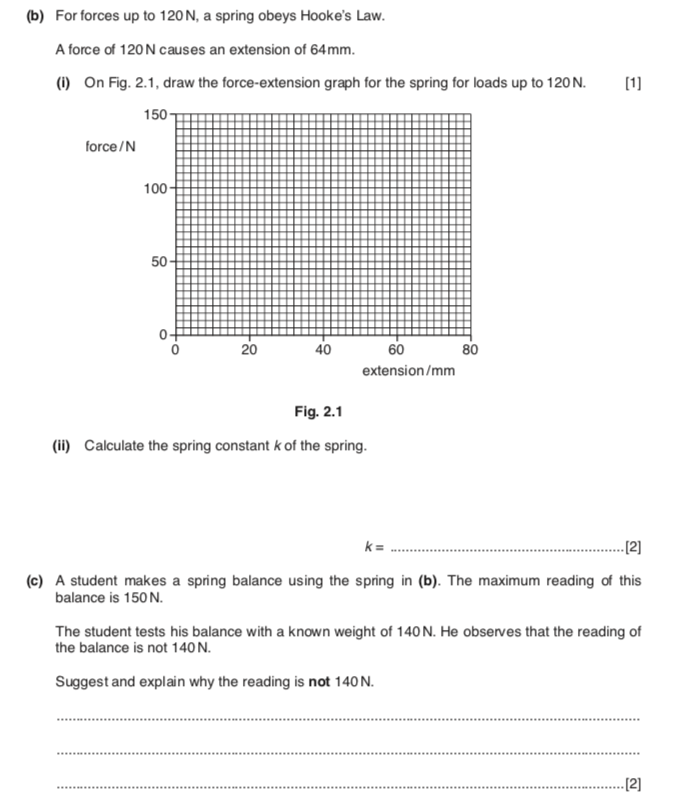 (b) For forces up to 120 N, a spring obeys Hooke's Law.
A force of 120 N causes an extension of 64 mm.
(i) On Fig. 2.1, draw the force-extension graph for the spring for loads up to 120 N. [1]
150
force / N
100
50
0
0 20 40 60 80
extension / mm
Fig. 2.1
(ii) Calculate the spring constant k of the spring.
k = ............................................................[2]
(c) A student makes a spring balance using the spring in (b). The maximum reading of this
balance is 150 N.
The student tests his balance with a known weight of 140 N. He observes that the reading of
the balance is not 140 N.
Suggest and explain why the reading is not 140 N.
............................................................
............................................................
............................................................[2]